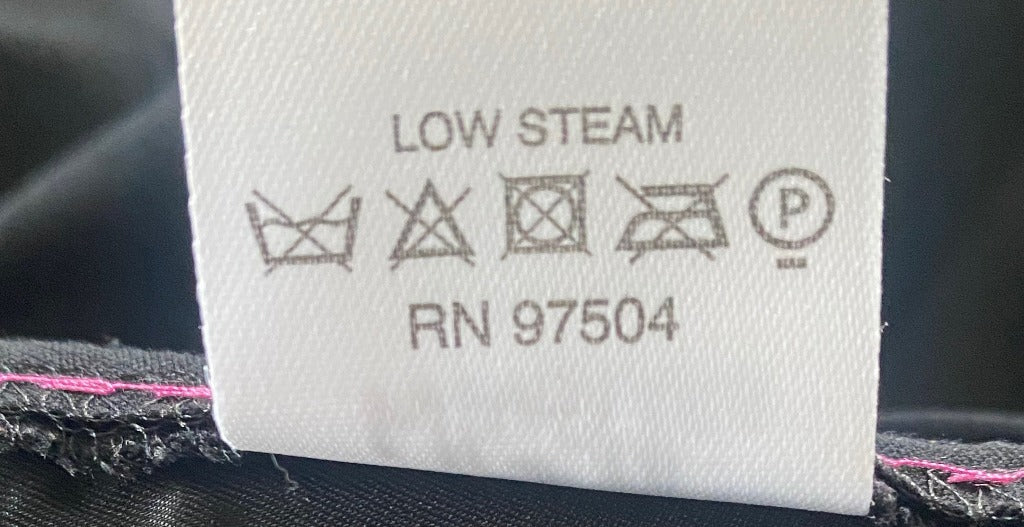 LOW STEAM
P
RN 97504